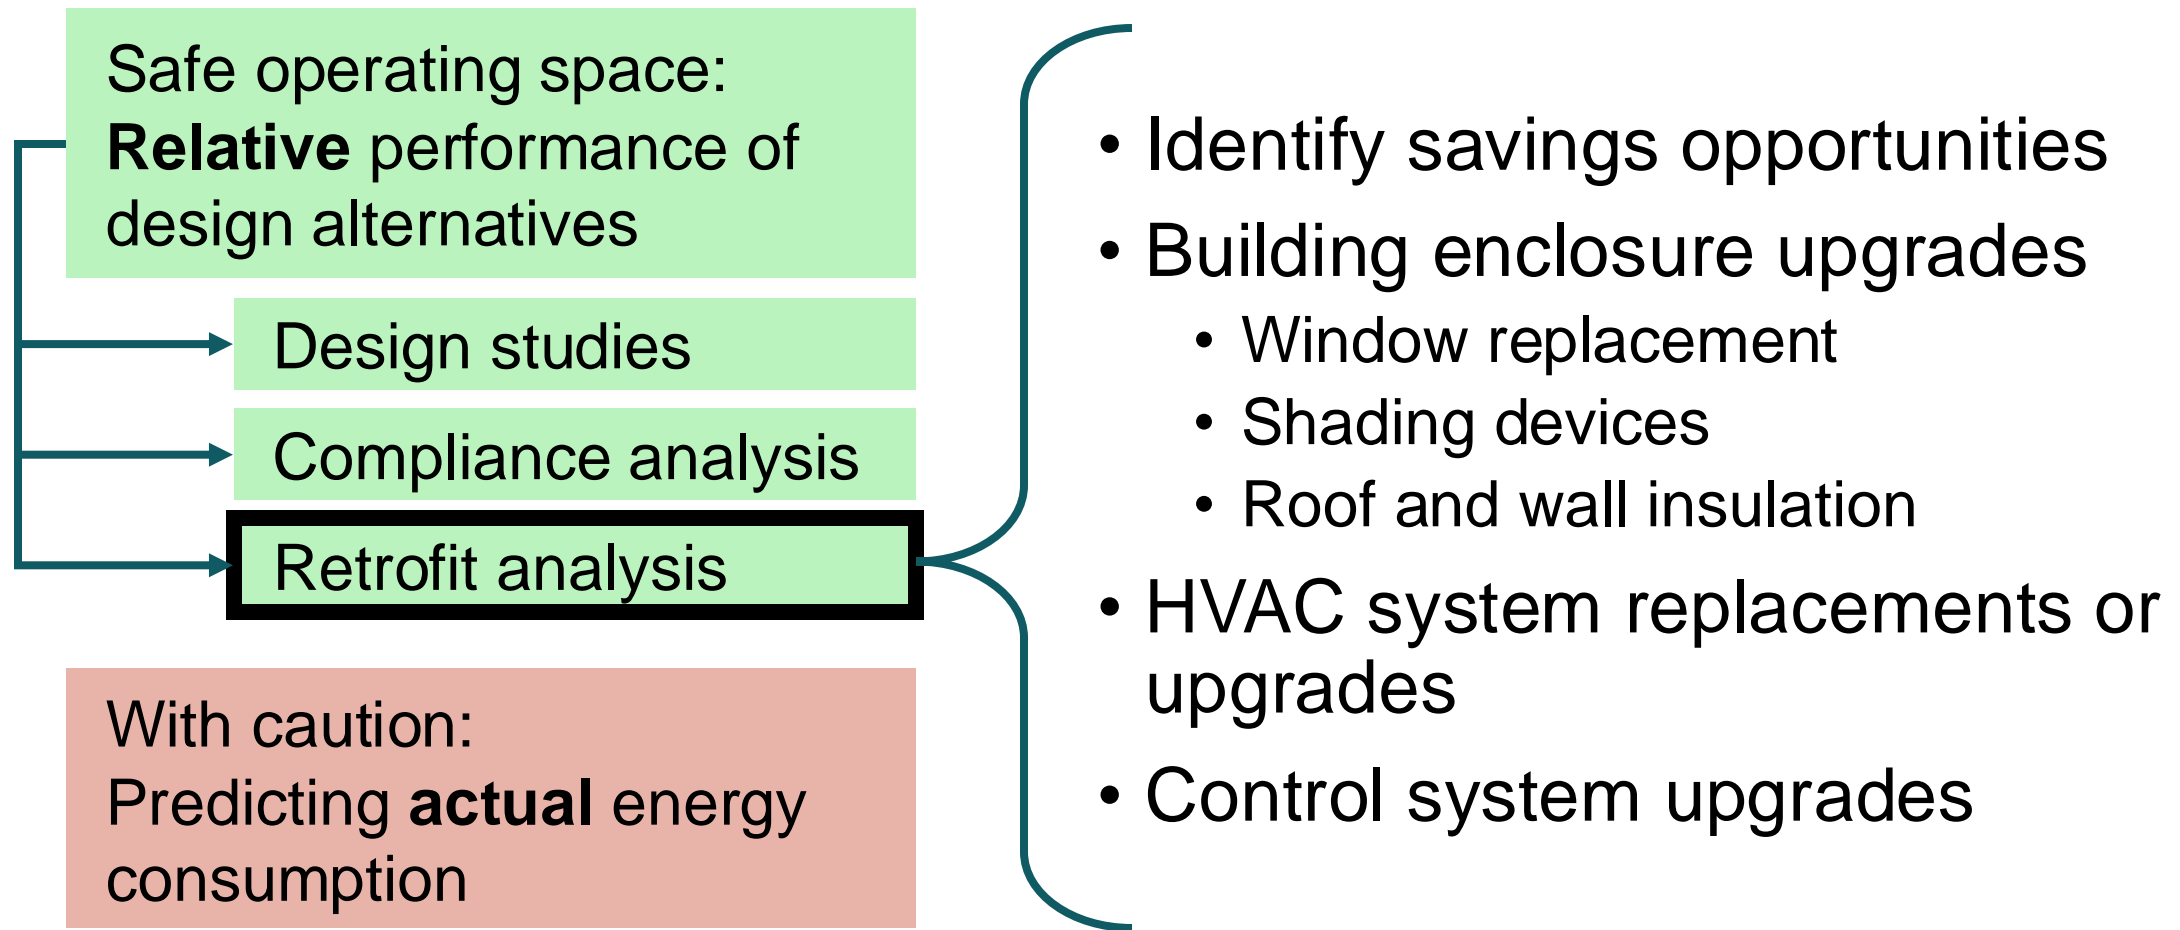 Safe operating space:
Relative performance of
design alternatives
Design studies
Compliance analysis
Retrofit analysis
With caution:
Predicting actual energy
consumption
• Identify savings opportunities
• Building enclosure upgrades
• Window replacement
• Shading devices
• Roof and wall insulation
• HVAC system replacements or
upgrades
• Control system upgrades